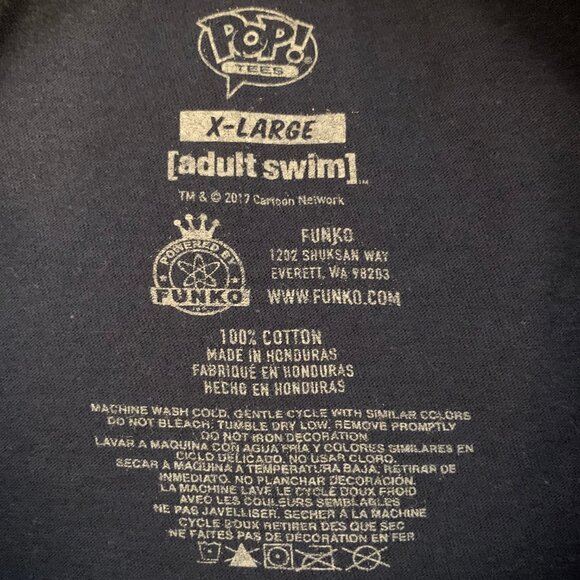 POP!
TEES
X-LARGE
[adult swim]™
TM & © 2017 Cartoon Network
POWERED BY
FUNKO
FUNKO
1202 SHUKSAN WAY
EVERETT, WA 98203
WWW.FUNKO.COM
100% COTTON
MADE IN HONDURAS
FABRIQUÉ EN HONDURAS
HECHO EN HONDURAS
MACHINE WASH COLD, GENTLE CYCLE WITH SIMILAR COLORS
DO NOT BLEACH. TUMBLE DRY LOW. REMOVE PROMPTLY
DO NOT IRON DECORATION
LAVAR A MAQUINA CON AGUA FRIA Y COLORES SIMILARES EN
CICLO DELICADO. NO USAR CLORO.
SECAR A MAQUINA A TEMPERATURA BAJA. RETIRAR DE
INMEDIATO. NO PLANCHAR DECORACIÓN.
LA MACHINE LAVE LE CYCLE DOUX FROID
AVEC LES COULEURS SEMBLABLES
NE PAS JAVELLISER. SECHER A LA MACHINE
CYCLE DOUX RETIRER DES QUE SEC
NE FAITES PAS DE DECORATION EN FER